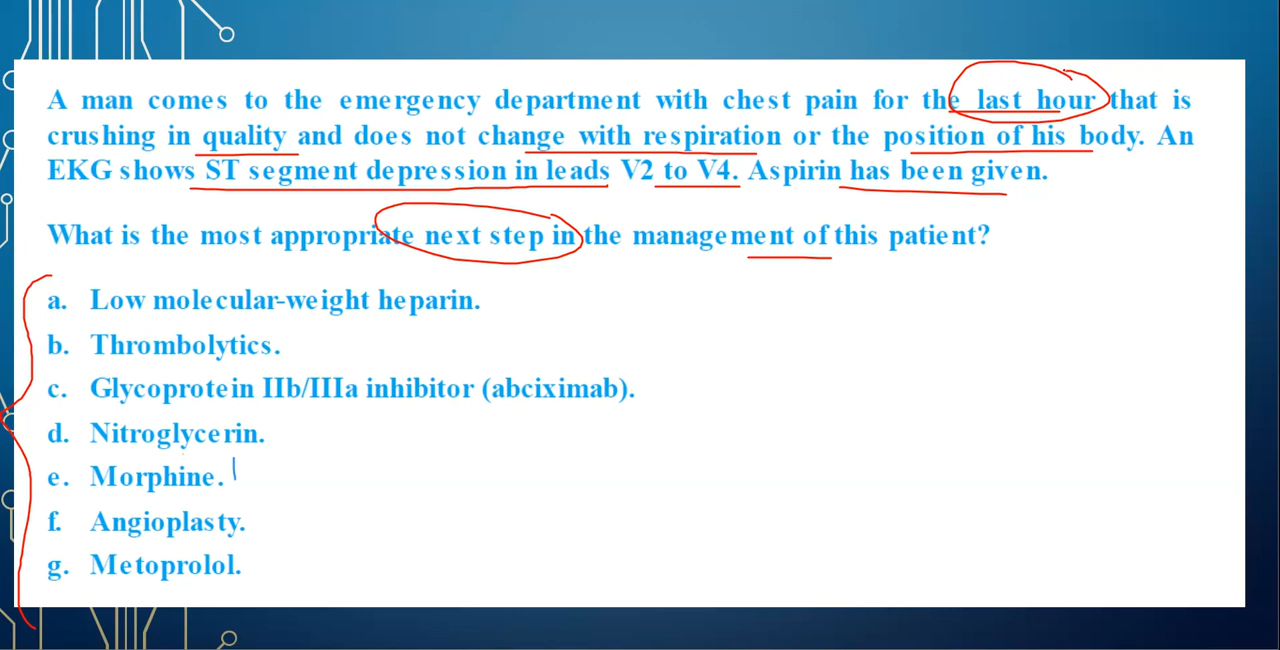 A man comes to the emergency department with chest pain for the last hour that is
crushing in quality and does not change with respiration or the position of his body. An
EKG shows ST segment depression in leads V2 to V4. Aspirin has been given.
What is the most appropriate next step in the management of this patient?
a. Low molecular-weight heparin.
b. Thrombolytics.
c. Glycoprotein IIb/IIIa inhibitor (abciximab).
d. Nitroglycerin.
e. Morphine.
f. Angioplasty.
g. Metoprolol.